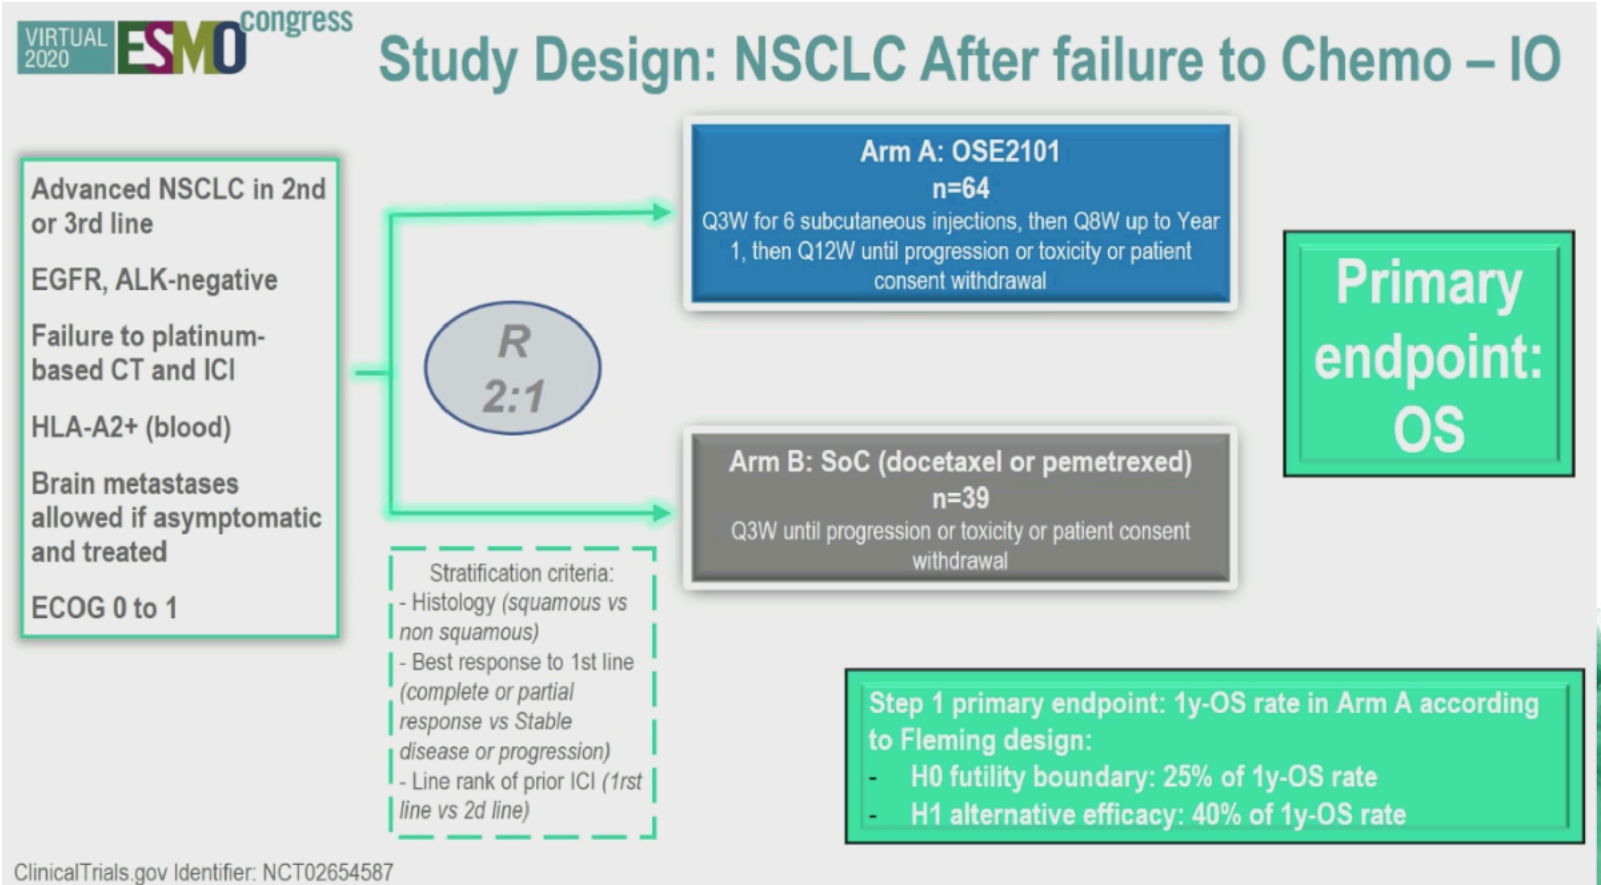 VIRTUAL
2020
ESMO
congress
Study Design: NSCLC After failure to Chemo – IO
Advanced NSCLC in 2nd
or 3rd line
EGFR, ALK-negative
Failure to platinum-
based CT and ICI
HLA-A2+ (blood)
Brain metastases
allowed if asymptomatic
and treated
ECOG 0 to 1
R
2:1
Arm A: OSE2101
n=64
Q3W for 6 subcutaneous injections, then Q8W up to Year
1, then Q12W until progression or toxicity or patient
consent withdrawal
Arm B: SoC (docetaxel or pemetrexed)
n=39
Q3W until progression or toxicity or patient consent
withdrawal
Stratification criteria:
- Histology (squamous vs
non squamous)
- Best response to 1st line
(complete or partial
response vs Stable
disease or progression)
- Line rank of prior ICI (1rst
line vs 2d line)
Primary
endpoint:
OS
Step 1 primary endpoint: 1y-OS rate in Arm A according
to Fleming design:
- H0 futility boundary: 25% of 1y-OS rate
- H1 alternative efficacy: 40% of 1y-OS rate
ClinicalTrials.gov Identifier: NCT02654587